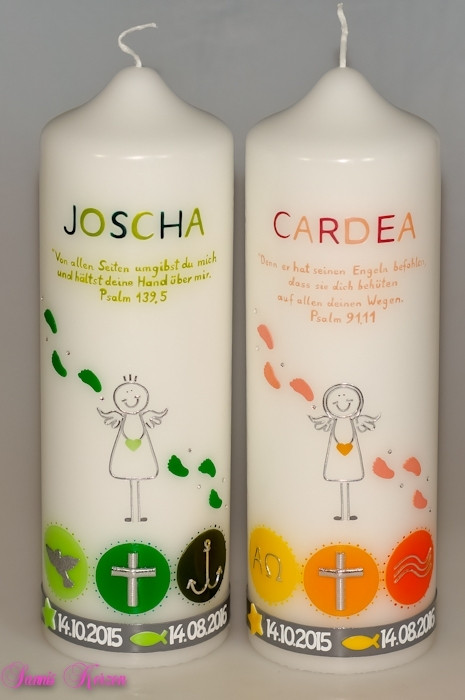 JOSCHA
"Von allen Seiten umgibst du mich
und hältst deine Hand über mir.
Psalm 139,5
14.10.2015 14.08.2015
CARDEA
"Denn er hat seinen Engeln befohlen,
dass sie dich behüten
auf allen deinen Wegen.
Psalm 91,11
ΑΩ
14.10.2015 14.08.2015
Kerzen